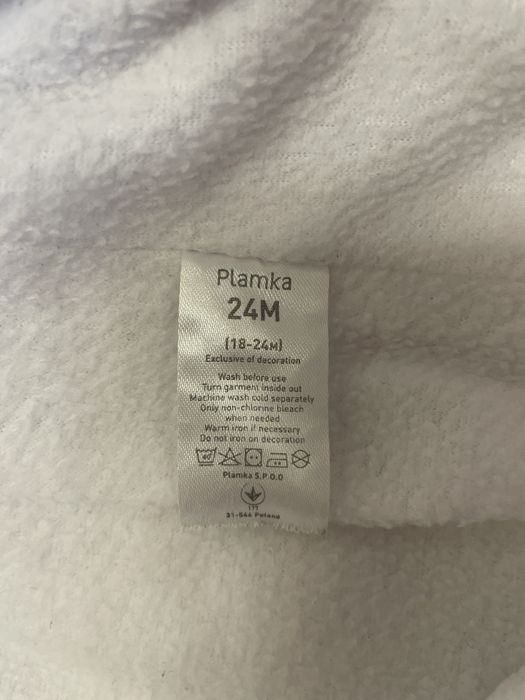 Plamka
24M
(18-24M)
Exclusive of decoration
Wash before use
Turn garment inside out
Machine wash cold separately
Only non-chlorine bleach
when needed
Warm iron if necessary
Do not iron on decoration
Plamka S.P.O.O
31-546 Poland